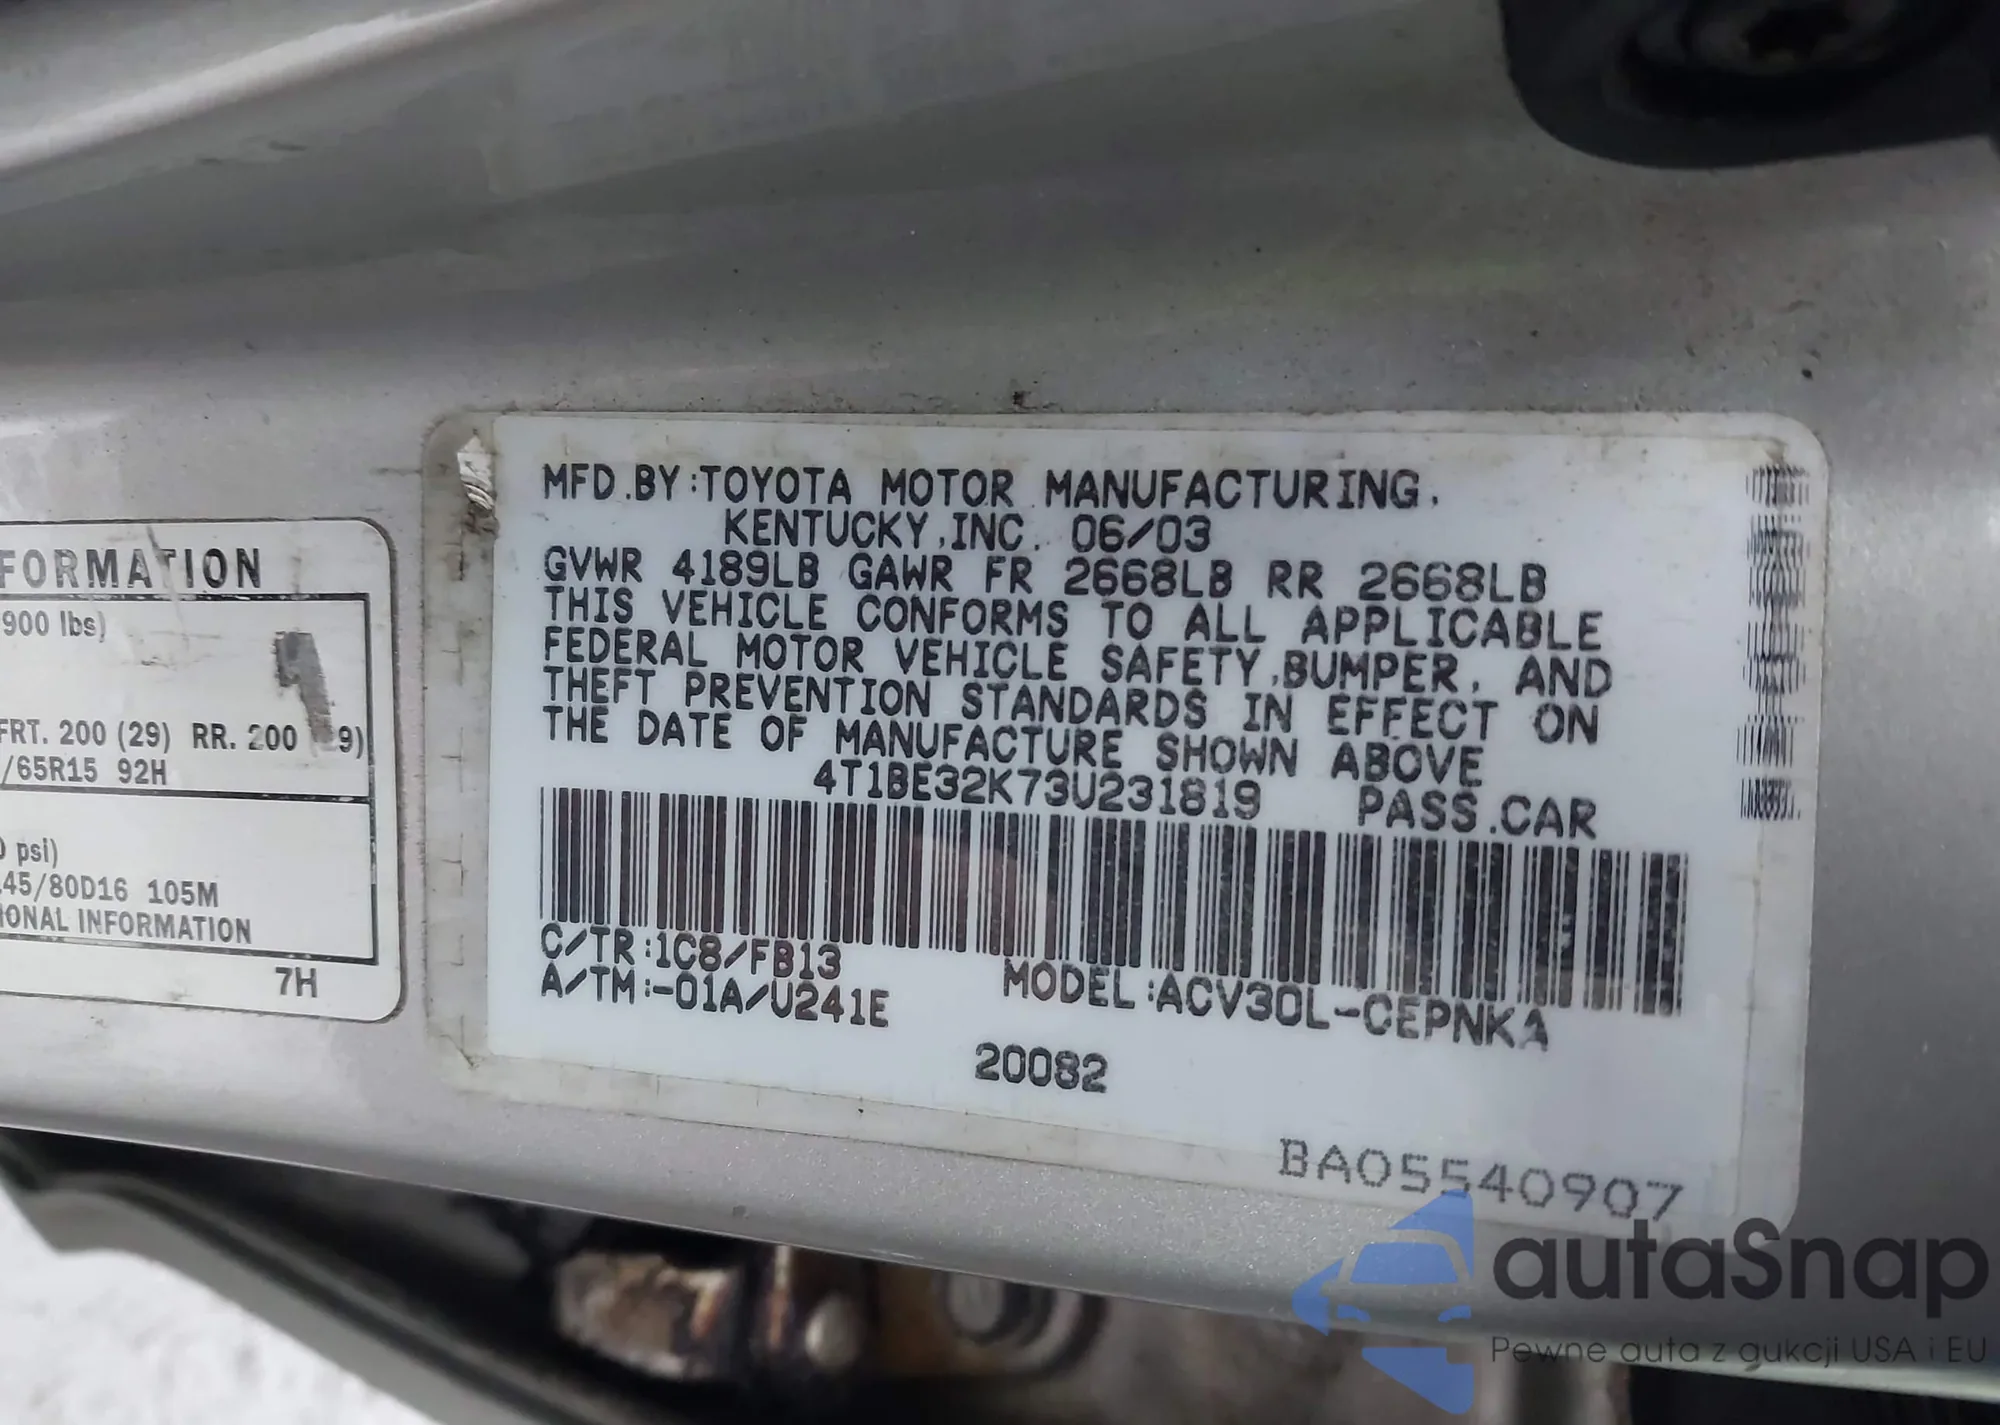 FORMATION
900 lbs)
FRT. 200 (29) RR. 200 9)
/65R15 92H
psi)
45/80D16 105M
IONAL INFORMATION
7H
MFD.BY:TOYOTA MOTOR MANUFACTURING,
KENTUCKY,INC. 06/03
GVWR 4189LB GAWR FR 2668LB RR 2668LB
THIS VEHICLE CONFORMS TO ALL APPLICABLE
FEDERAL MOTOR VEHICLE SAFETY,BUMPER, AND
THEFT PREVENTION STANDARDS IN EFFECT ON
THE DATE OF MANUFACTURE SHOWN ABOVE
4T1BE32K73U231819 PASS.CAR
C/TR:1C8/FB13
A/TM:-01A/U241E
MODEL:ACV30L-CEPNKA
20082
BA05540907
autaSnap
Pewne auta z aukcji USA i EU